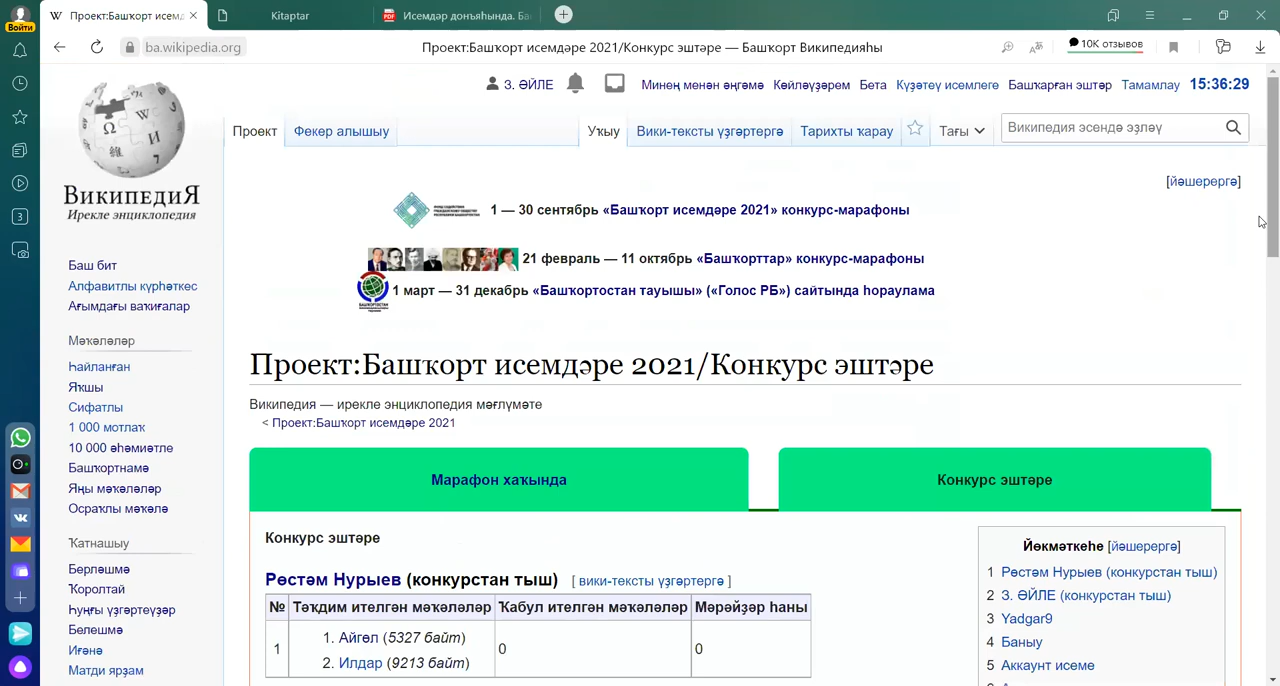 Проект:Башҡорт исемд
Kitaptar
Исемдәр донъяһында. Ба
Войти
ba.wikipedia.org
Проект:Башҡорт исемдәре 2021/Конкурс эштәре — Башҡорт Википедияһы
10К отзывов
З. ӘЙЛЕ
Минең менән әңгәмә
Көйләүҙәрем
Бета
Күҙәтеү исемлеге
Башҡарған эштәр
Тамамлау
15:36:29
Проект
Фекер алышыу
Уҡыу
Вики-тексты үҙгәртергә
Тарихты ҡарау
Тағы
Википедия эсендә эҙләү
ВикипедиЯ
Ирекле энциклопедия
[йәшерергә]
1 — 30 сентябрь «Башҡорт исемдәре 2021» конкурс-марафоны
21 февраль — 11 октябрь «Башҡорттар» конкурс-марафоны
1 март — 31 декабрь «Башҡортостан тауышы» («Голос РБ») сайтында һораулама
Баш бит
Алфавитлы күрһәткес
Ағымдағы ваҡиғалар
Мәҡәләләр
Һайланған
Яҡшы
Сифатлы
1 000 мотлаҡ
10 000 әһәмиәтле
Башҡортнамә
Яңы мәҡәләләр
Осраҡлы мәҡәлә
Ҡатнашыу
Берләшмә
Ҡоролтай
Һуңғы үҙгәртеүҙәр
Белешмә
Иғәнә
Матди ярҙам
Проект:Башҡорт исемдәре 2021/Конкурс эштәре
Википедия — ирекле энциклопедия мәғлүмәте
< Проект:Башҡорт исемдәре 2021
Марафон хаҡында
Конкурс эштәре
Конкурс эштәре
Рөстәм Нурыев (конкурстан тыш) [ вики-тексты үҙгәртергә ]
№ Тәҡдим ителгән мәҡәләләр Ҡабул ителгән мәҡәләләр Мәрәйҙәр һаны
1
1. Айгөл (5327 байт)
2. Илдар (9213 байт)
0
0
Йөкмәткеһе [йәшерергә]
1 Рөстәм Нурыев (конкурстан тыш)
2 З. ӘЙЛЕ (конкурстан тыш)
3 Yadgar9
4 Баныу
5 Аккаунт исеме
3